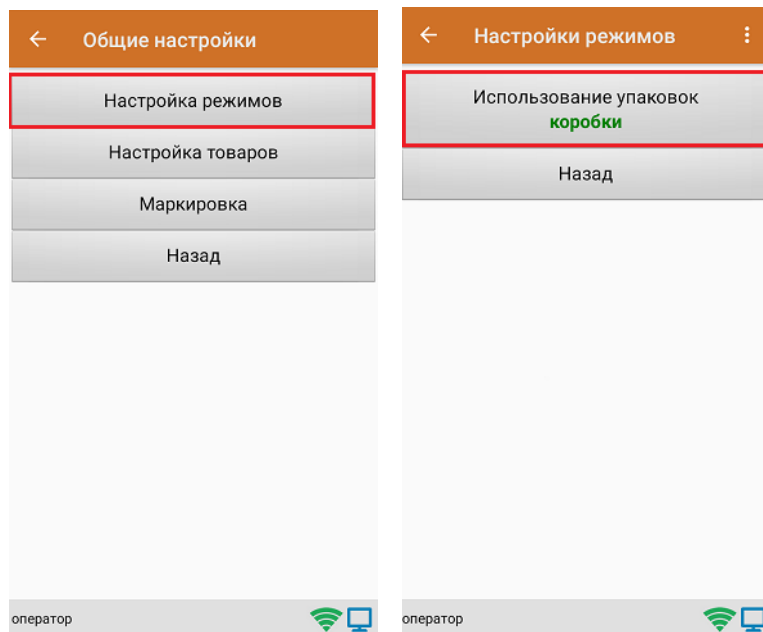 Общие настройки
Настройка режимов
Настройка товаров
Маркировка
Назад
оператор
Настройки режимов
Использование упаковок
коробки
Назад
оператор